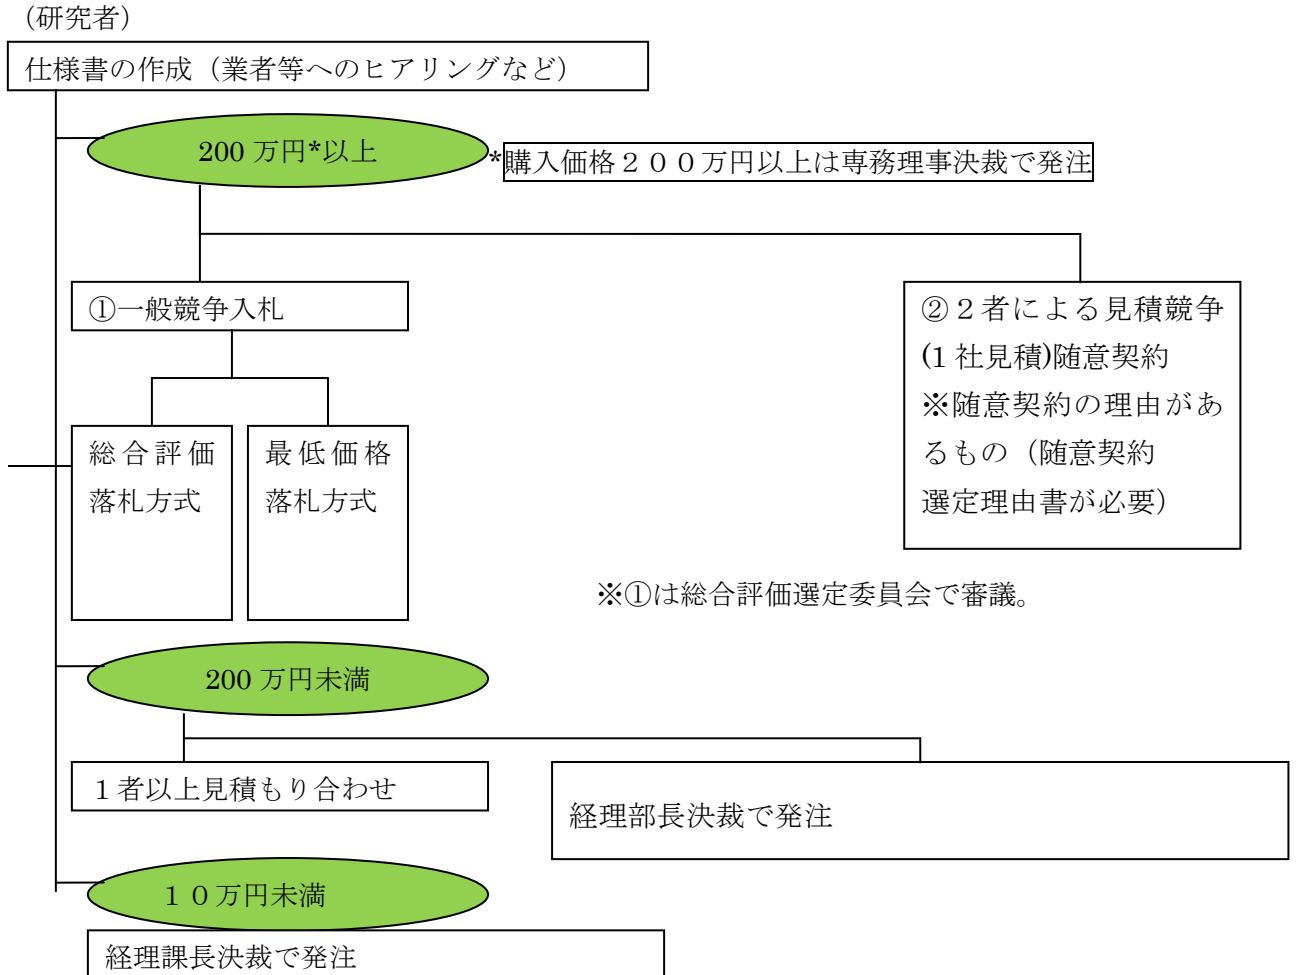 （研究者）
仕様書の作成（業者等へのヒアリングなど）
200 万円*以上
*購入価格２００万円以上は専務理事決裁で発注
①一般競争入札
総合評価
落札方式
最低価格
落札方式
②２者による見積競争
(1 社見積)随意契約
※随意契約の理由があ
るもの（随意契約
選定理由書が必要）
※①は総合評価選定委員会で審議。
200 万円未満
１者以上見積もり合わせ
経理部長決裁で発注
１０万円未満
経理課長決裁で発注